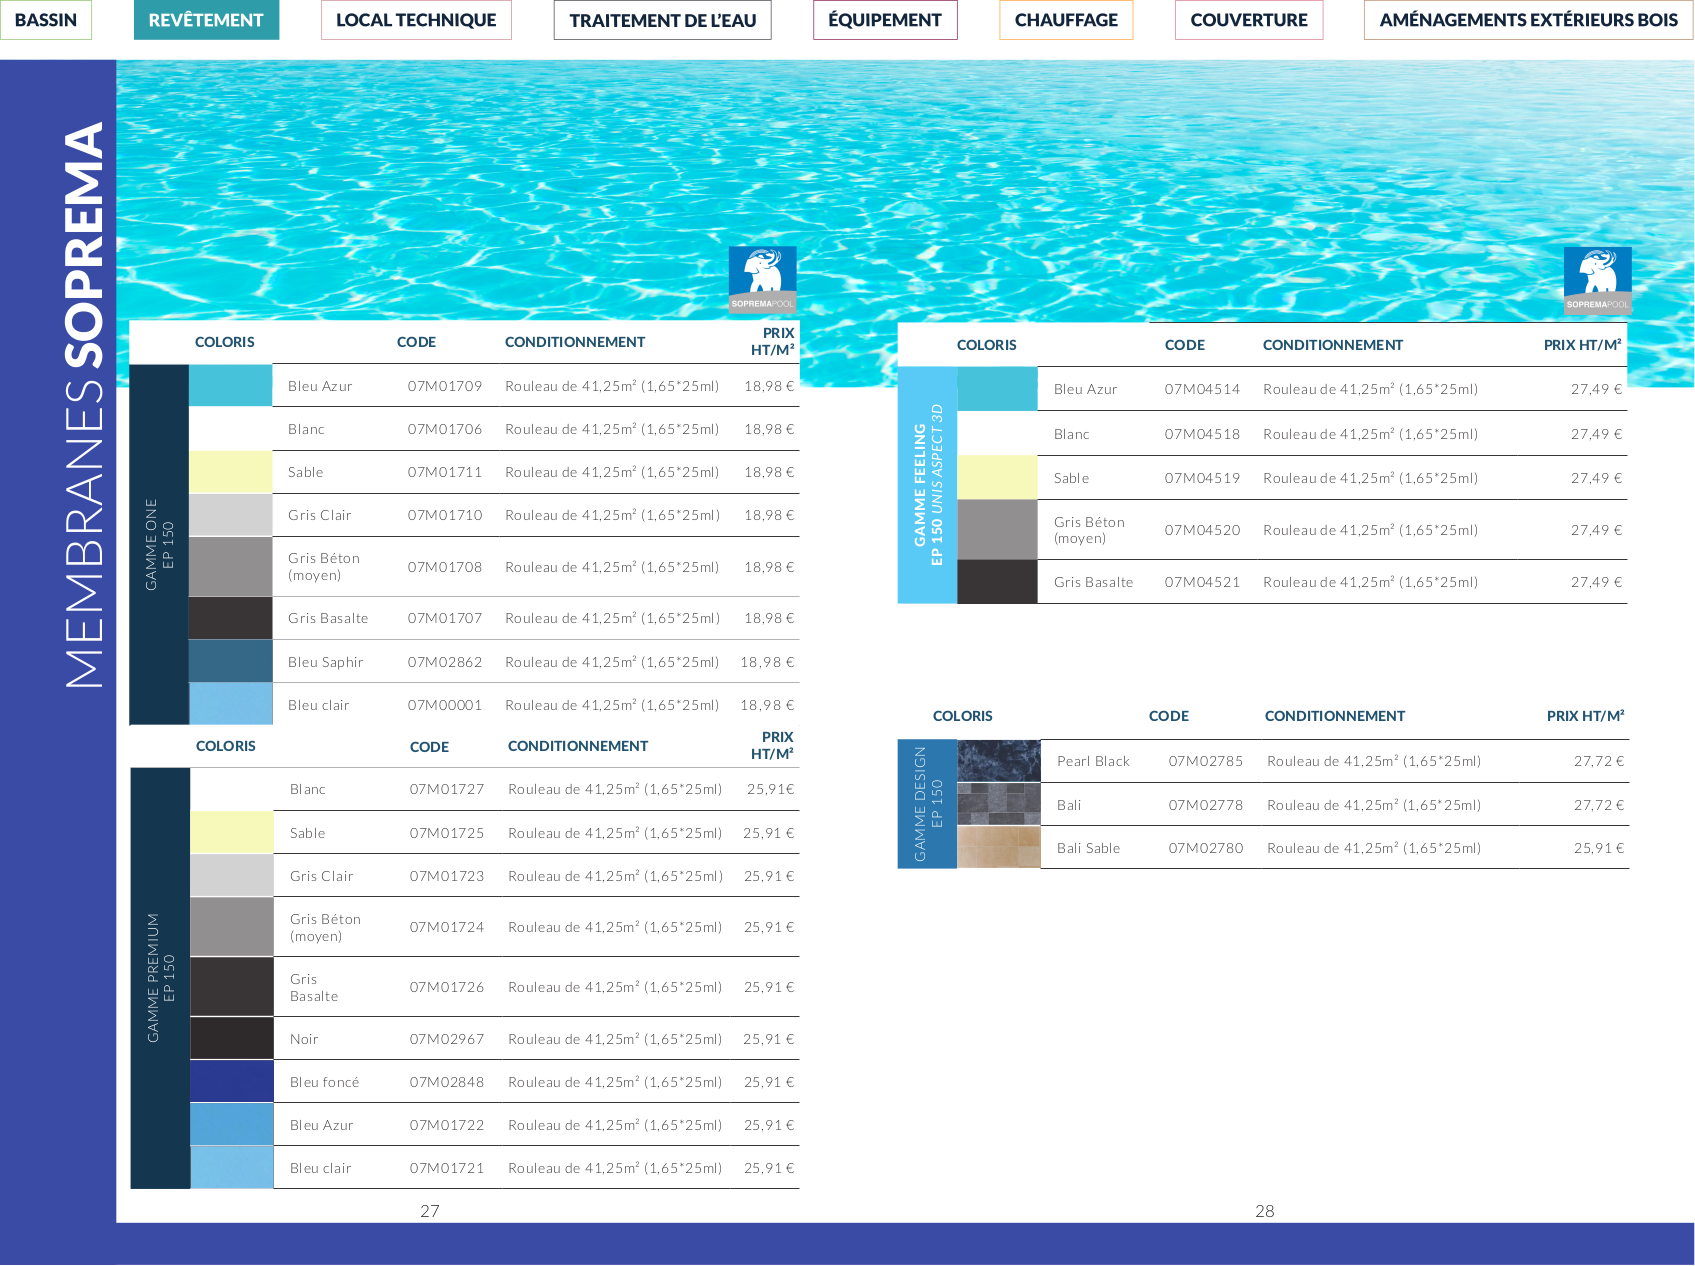 BASSIN
REVÊTEMENT
LOCAL TECHNIQUE
TRAITEMENT DE L’EAU
ÉQUIPEMENT
CHAUFFAGE
COUVERTURE
AMÉNAGEMENTS EXTÉRIEURS BOIS
MEMBRANES SOPREMA
SOPREMAPOOL
COLORIS CODE CONDITIONNEMENT PRIX HT/M²
GAMME ONE
EP 150
Bleu Azur 07M01709 Rouleau de 41,25m² (1,65*25ml) 18,98 €
Blanc 07M01706 Rouleau de 41,25m² (1,65*25ml) 18,98 €
Sable 07M01711 Rouleau de 41,25m² (1,65*25ml) 18,98 €
Gris Clair 07M01710 Rouleau de 41,25m² (1,65*25ml) 18,98 €
Gris Béton (moyen) 07M01708 Rouleau de 41,25m² (1,65*25ml) 18,98 €
Gris Basalte 07M01707 Rouleau de 41,25m² (1,65*25ml) 18,98 €
Bleu Saphir 07M02862 Rouleau de 41,25m² (1,65*25ml) 18,98 €
Bleu clair 07M00001 Rouleau de 41,25m² (1,65*25ml) 18,98 €
COLORIS CODE CONDITIONNEMENT PRIX HT/M²
GAMME PREMIUM
EP 150
Blanc 07M01727 Rouleau de 41,25m² (1,65*25ml) 25,91€
Sable 07M01725 Rouleau de 41,25m² (1,65*25ml) 25,91 €
Gris Clair 07M01723 Rouleau de 41,25m² (1,65*25ml) 25,91 €
Gris Béton (moyen) 07M01724 Rouleau de 41,25m² (1,65*25ml) 25,91 €
Gris Basalte 07M01726 Rouleau de 41,25m² (1,65*25ml) 25,91 €
Noir 07M02967 Rouleau de 41,25m² (1,65*25ml) 25,91 €
Bleu foncé 07M02848 Rouleau de 41,25m² (1,65*25ml) 25,91 €
Bleu Azur 07M01722 Rouleau de 41,25m² (1,65*25ml) 25,91 €
Bleu clair 07M01721 Rouleau de 41,25m² (1,65*25ml) 25,91 €
27
SOPREMAPOOL
COLORIS CODE CONDITIONNEMENT PRIX HT/M²
GAMME FEELING
EP 150 UNIS ASPECT 3D
Bleu Azur 07M04514 Rouleau de 41,25m² (1,65*25ml) 27,49 €
Blanc 07M04518 Rouleau de 41,25m² (1,65*25ml) 27,49 €
Sable 07M04519 Rouleau de 41,25m² (1,65*25ml) 27,49 €
Gris Béton (moyen) 07M04520 Rouleau de 41,25m² (1,65*25ml) 27,49 €
Gris Basalte 07M04521 Rouleau de 41,25m² (1,65*25ml) 27,49 €
COLORIS CODE CONDITIONNEMENT PRIX HT/M²
GAMME DESIGN
EP 150
Pearl Black 07M02785 Rouleau de 41,25m² (1,65*25ml) 27,72 €
Bali 07M02778 Rouleau de 41,25m² (1,65*25ml) 27,72 €
Bali Sable 07M02780 Rouleau de 41,25m² (1,65*25ml) 25,91 €
28